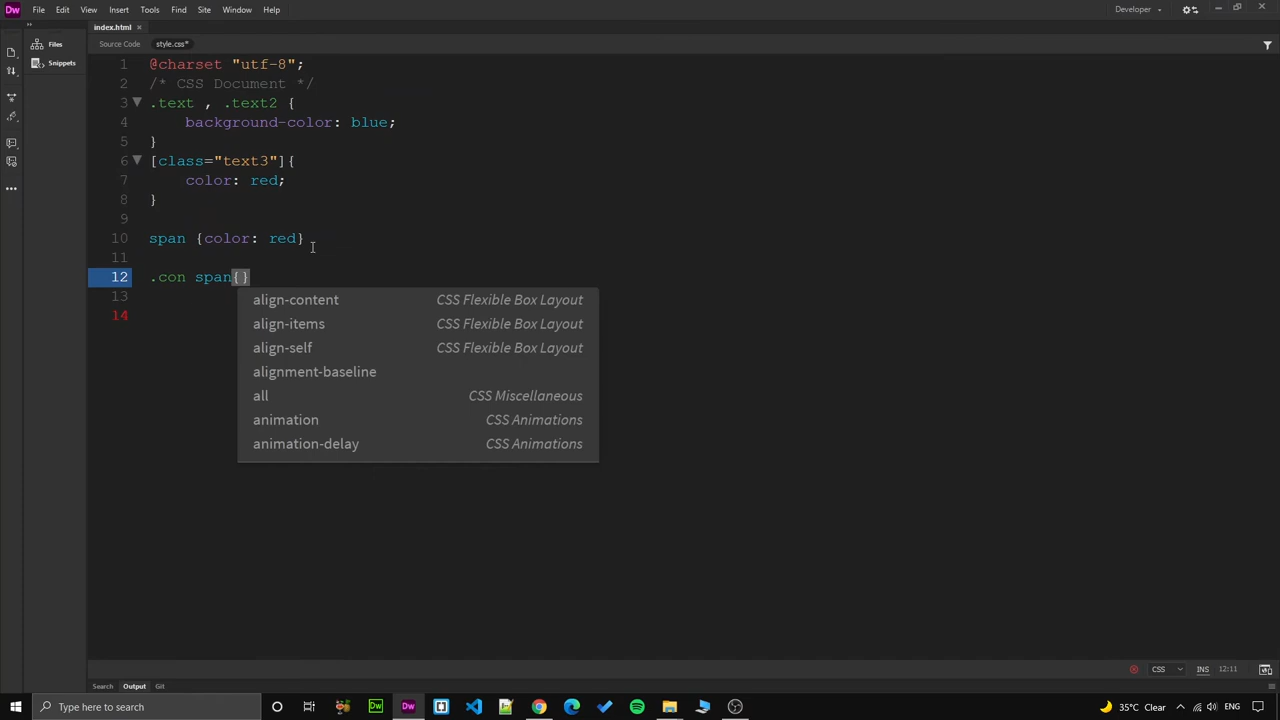 Dw File Edit View Insert Tools Find Site Window Help Developer
index.html ×
Files Source Code style.css*
Snippets
1 @charset "utf-8";
2 /* CSS Document */
3 .text , .text2 {
4 background-color: blue;
5 }
6 [class="text3"]{
7 color: red;
8 }
9
10 span {color: red}
11
12 .con span{}
13
14
align-content CSS Flexible Box Layout
align-items CSS Flexible Box Layout
align-self CSS Flexible Box Layout
alignment-baseline
all CSS Miscellaneous
animation CSS Animations
animation-delay CSS Animations
CSS INS 12:11
Search Output Git
Type here to search Dw Dw 35°C Clear ENG